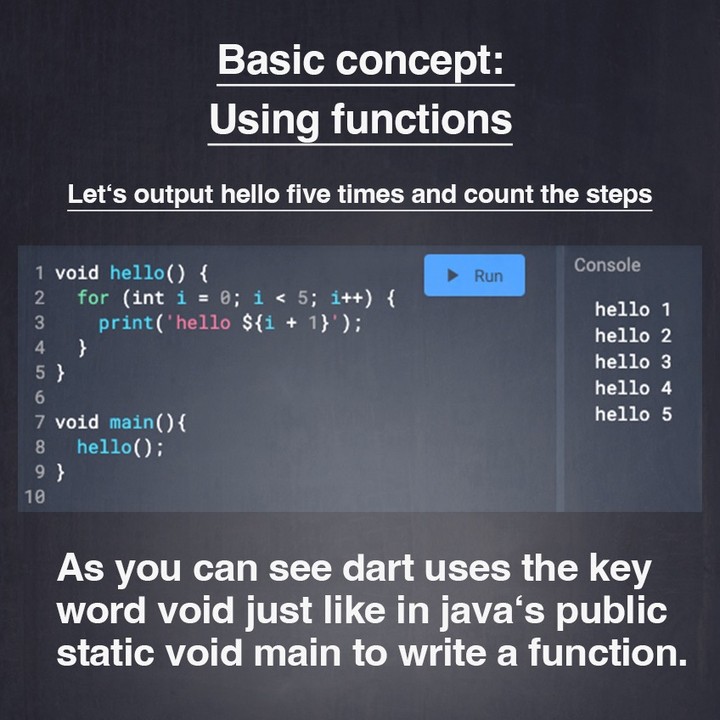 Basic concept:
Using functions
Let‘s output hello five times and count the steps
1 void hello() {
2   for (int i = 0; i < 5; i++) {
3     print('hello ${i + 1}');
4   }
5 }
6
7 void main(){
8   hello();
9 }
10
Run
Console
hello 1
hello 2
hello 3
hello 4
hello 5
As you can see dart uses the key
word void just like in java‘s public
static void main to write a function.